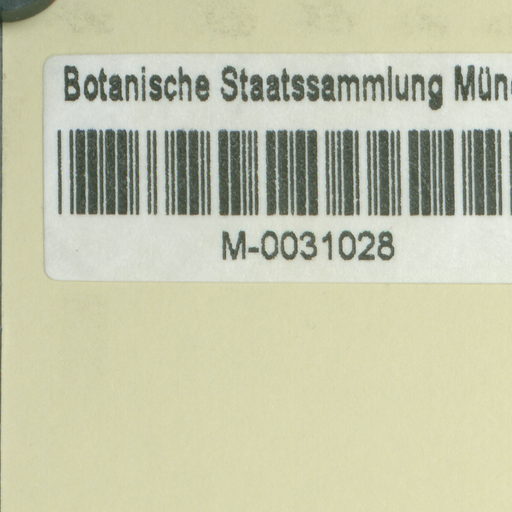 Botanische Staatssammlung Mün
M-0031028